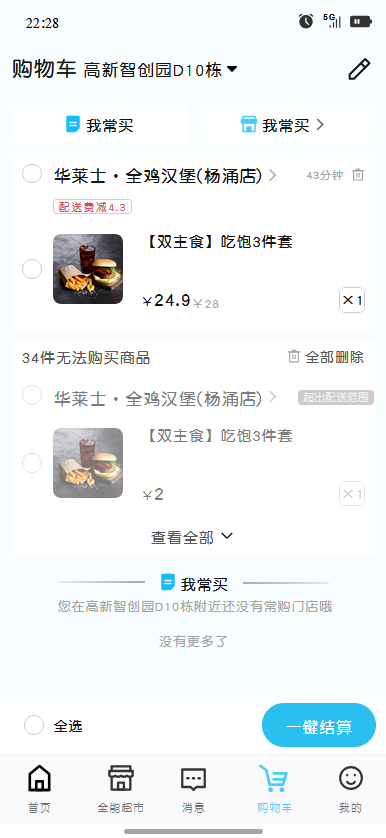 22:28
5G
购物车 高新智创园D10栋
我常买
我常买
华莱士·全鸡汉堡(杨涌店) 43分钟
配送费减4.3
【双主食】吃饱3件套
¥24.9 ¥28
×1
34件无法购买商品 全部删除
华莱士·全鸡汉堡(杨涌店) 超出配送范围
【双主食】吃饱3件套
¥2
×1
查看全部
我常买
您在高新智创园D10栋附近还没有常购门店哦
没有更多了
全选 一键结算
首页 全能超市 消息 购物车 我的